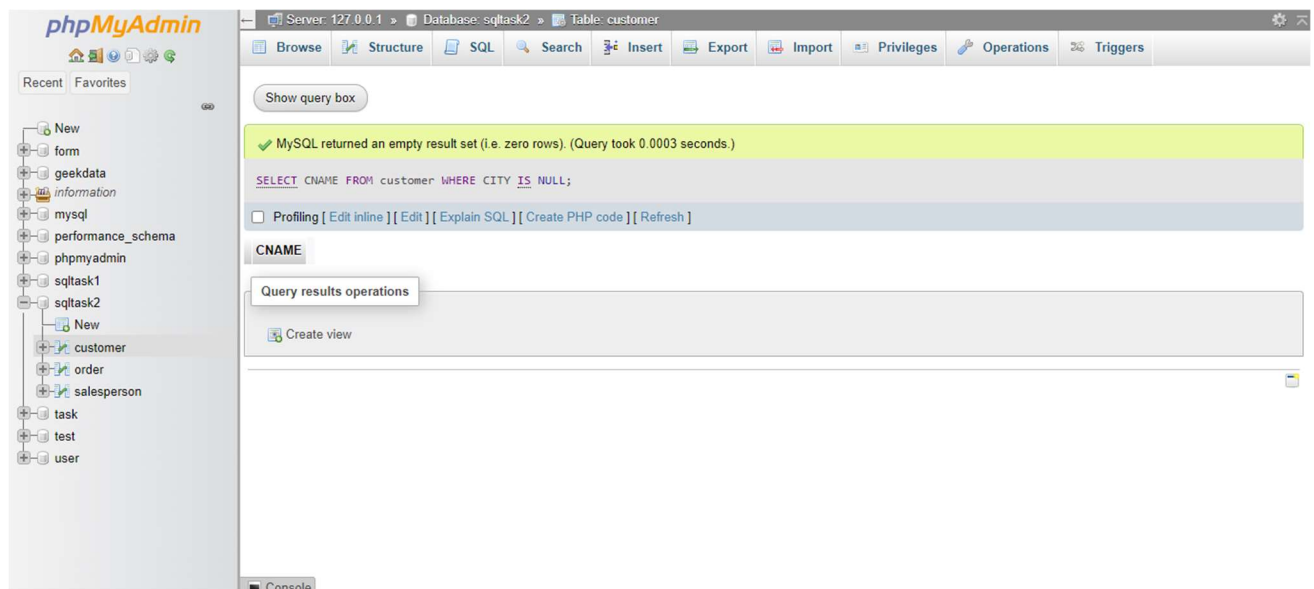 phpMyAdmin
Recent Favorites
New
form
geekdata
information
mysql
performance_schema
phpmyadmin
sqltask1
sqltask2
New
customer
order
salesperson
task
test
user
Server: 127.0.0.1 » Database: sqltask2 » Table: customer
Browse Structure SQL Search Insert Export Import Privileges Operations Triggers
Show query box
MySQL returned an empty result set (i.e. zero rows). (Query took 0.0003 seconds.)
SELECT CNAME FROM customer WHERE CITY IS NULL;
Profiling [ Edit inline ] [ Edit ] [ Explain SQL ] [ Create PHP code ] [ Refresh ]
CNAME
Query results operations
Create view
Console